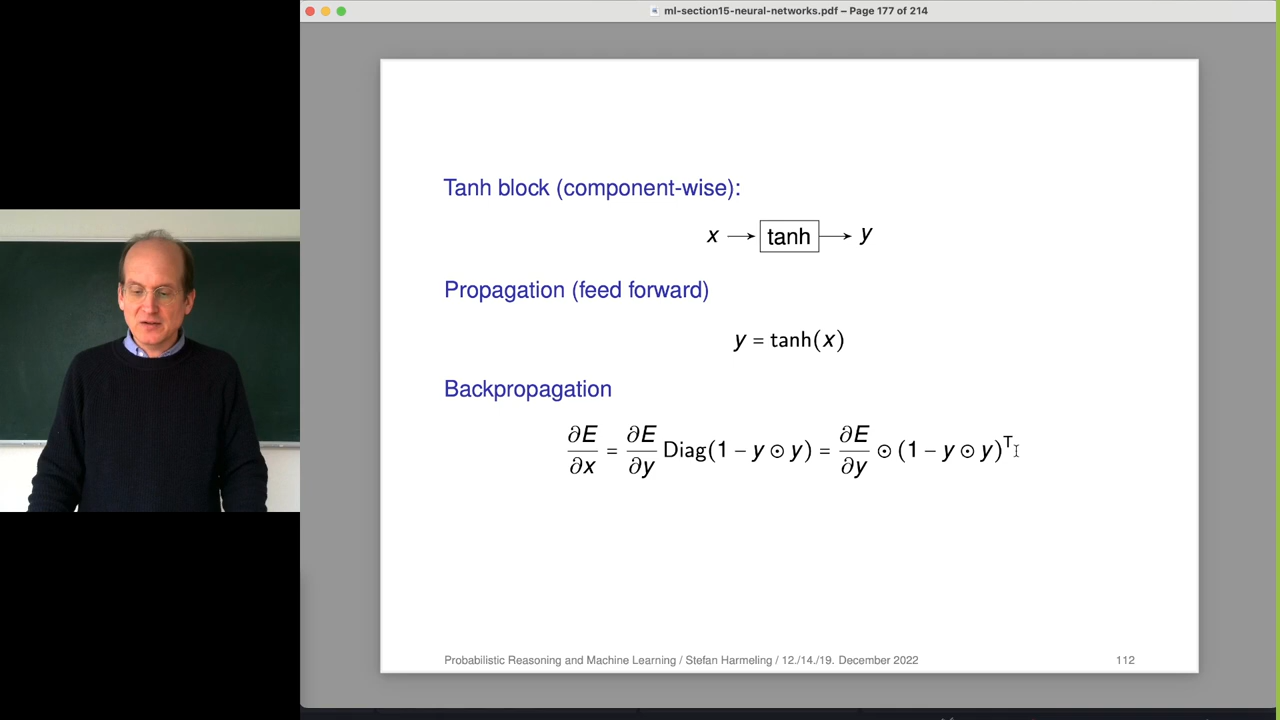 ml-section15-neural-networks.pdf – Page 177 of 214
Tanh block (component-wise):
x → tanh → y
Propagation (feed forward)
y = tanh(x)
Backpropagation
∂E/∂x = ∂E/∂y Diag(1 − y ⊙ y) = ∂E/∂y ⊙ (1 − y ⊙ y)ᵀ
Probabilistic Reasoning and Machine Learning / Stefan Harmeling / 12./14./19. December 2022 112